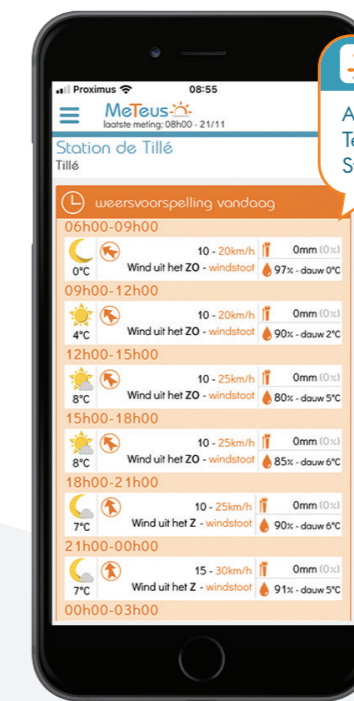 Proximus 08:55
MeTeus
laatste meting: 08h00 - 21/11
Station de Tillé
Tillé
weersvoorspelling vandaag
06h00-09h00
10 - 20km/h 0mm (0%)
0°C Wind uit het ZO - windstoot 97% - dauw 0°C
09h00-12h00
10 - 20km/h 0mm (0%)
4°C Wind uit het ZO - windstoot 90% - dauw 2°C
12h00-15h00
10 - 25km/h 0mm (0%)
8°C Wind uit het ZO - windstoot 80% - dauw 5°C
15h00-18h00
10 - 25km/h 0mm (0%)
8°C Wind uit het ZO - windstoot 85% - dauw 6°C
18h00-21h00
10 - 25km/h 0mm (0%)
7°C Wind uit het Z - windstoot 90% - dauw 6°C
21h00-00h00
15 - 30km/h 0mm (0%)
7°C Wind uit het Z - windstoot 91% - dauw 5°C
00h00-03h00